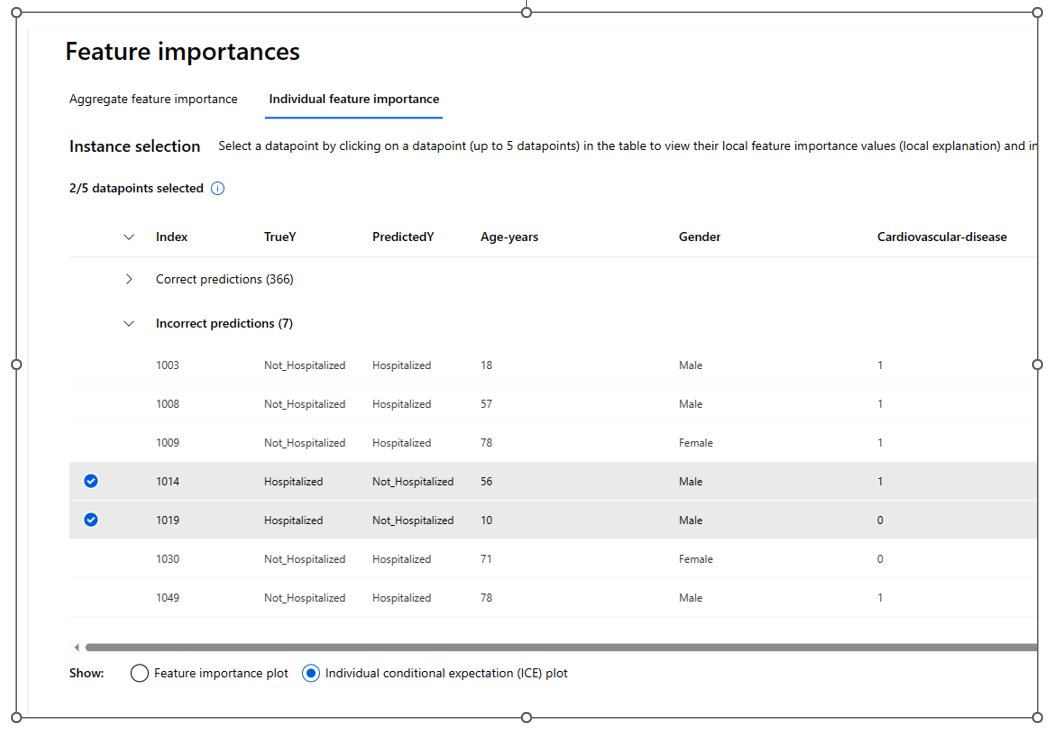 Feature importances
Aggregate feature importance Individual feature importance
Instance selection Select a datapoint by clicking on a datapoint (up to 5 datapoints) in the table to view their local feature importance values (local explanation) and in
2/5 datapoints selected
Index TrueY PredictedY Age-years Gender Cardiovascular-disease
Correct predictions (366)
Incorrect predictions (7)
1003 Not_Hospitalized Hospitalized 18 Male 1
1008 Not_Hospitalized Hospitalized 57 Male 1
1009 Not_Hospitalized Hospitalized 78 Female 1
1014 Hospitalized Not_Hospitalized 56 Male 1
1019 Hospitalized Not_Hospitalized 10 Male 0
1030 Not_Hospitalized Hospitalized 71 Female 0
1049 Not_Hospitalized Hospitalized 78 Male 1
Show: Feature importance plot Individual conditional expectation (ICE) plot